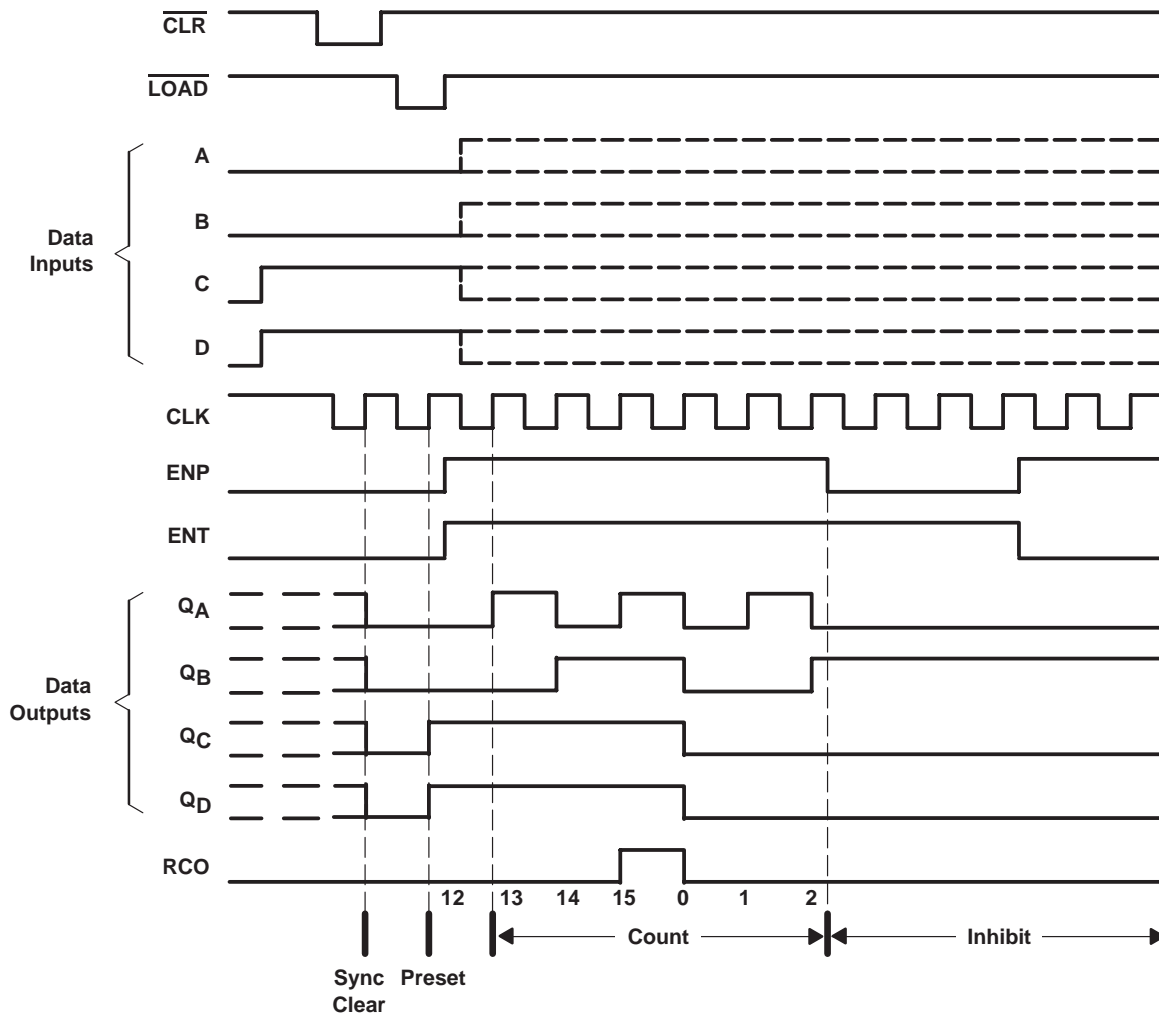 CLR
LOAD
A
B
Data
Inputs
C
D
CLK
ENP
ENT
QA
QB
Data
Outputs
QC
QD
RCO
12 13 14 15 0 1 2
Count Inhibit
Sync Preset
Clear